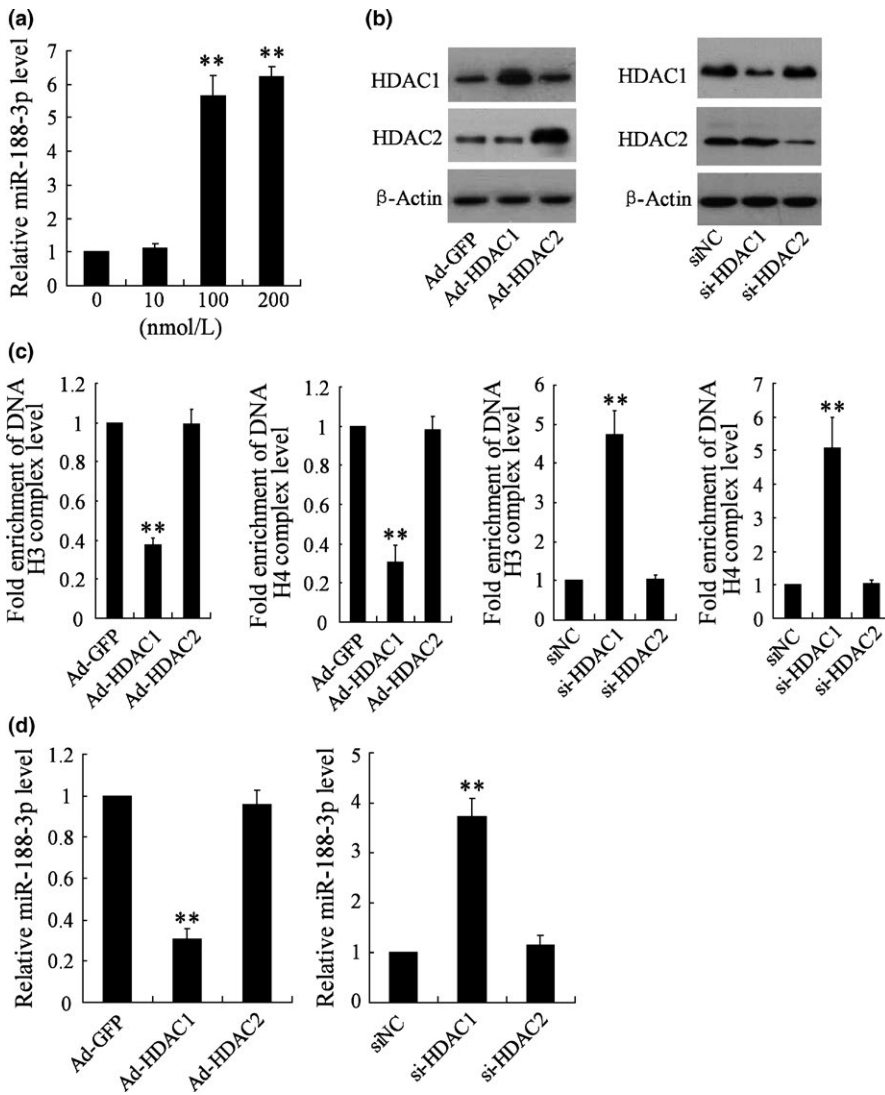 (a)
Relative miR-188-3p level
7
6
5
4
3
2
1
0
**
**
0 10 100 200
(nmol/L)
(b)
HDAC1
HDAC2
β-Actin
Ad-GFP
Ad-HDAC1
Ad-HDAC2
HDAC1
HDAC2
β-Actin
siNC
si-HDAC1
si-HDAC2
(c)
Fold enrichment of DNA
H3 complex level
1.2
1
0.8
0.6
0.4
0.2
0
**
Ad-GFP
Ad-HDAC1
Ad-HDAC2
Fold enrichment of DNA
H4 complex level
1.2
1
0.8
0.6
0.4
0.2
0
**
Ad-GFP
Ad-HDAC1
Ad-HDAC2
Fold enrichment of DNA
H3 complex level
6
5
4
3
2
1
0
**
siNC
si-HDAC1
si-HDAC2
Fold enrichment of DNA
H4 complex level
7
6
5
4
3
2
1
0
**
siNC
si-HDAC1
si-HDAC2
(d)
Relative miR-188-3p level
1.2
1
0.8
0.6
0.4
0.2
0
**
Ad-GFP
Ad-HDAC1
Ad-HDAC2
Relative miR-188-3p level
5
4
3
2
1
0
**
siNC
si-HDAC1
si-HDAC2